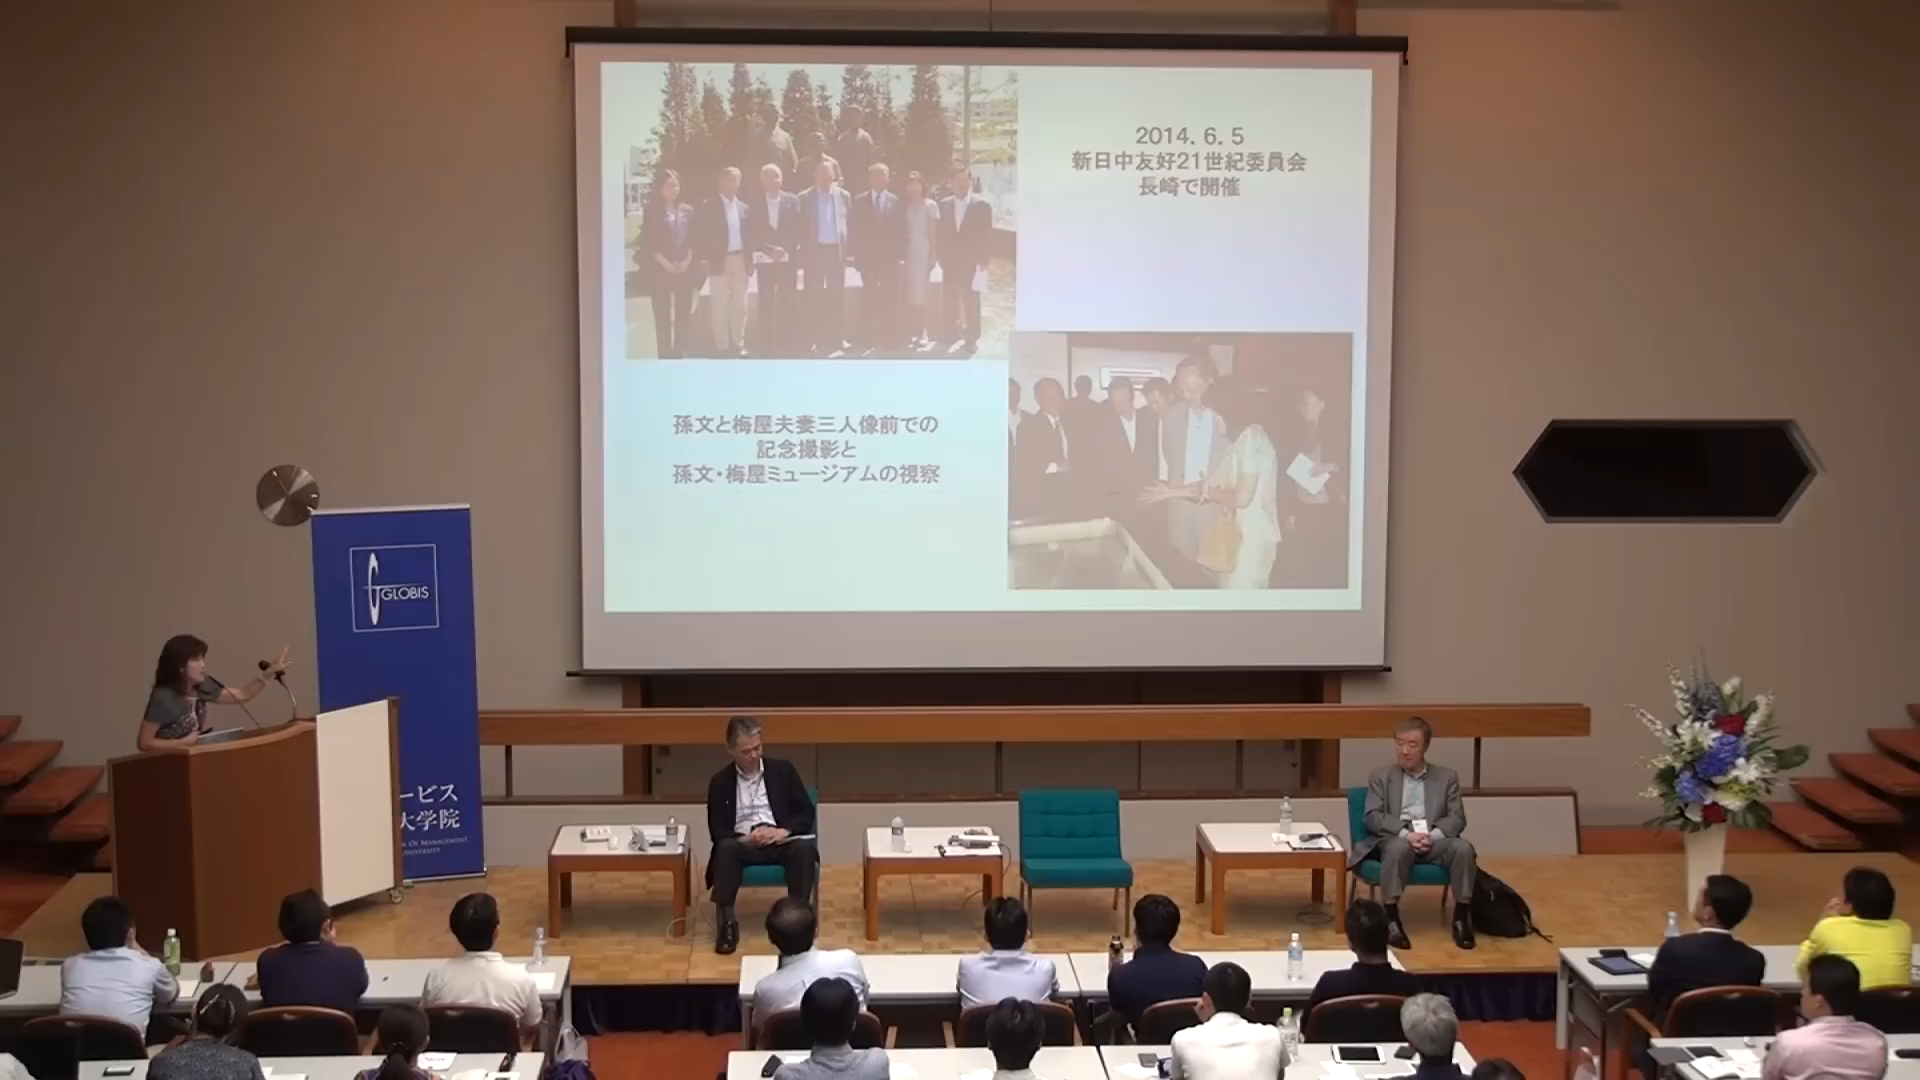 2014.6.5
新日中友好21世紀委員会
長崎で開催
孫文と梅屋夫妻三人像前での
記念撮影と
孫文・梅屋ミュージアムの視察
GLOBIS
ービス
大学院
OF MANAGEMENT
UNIVERSITY